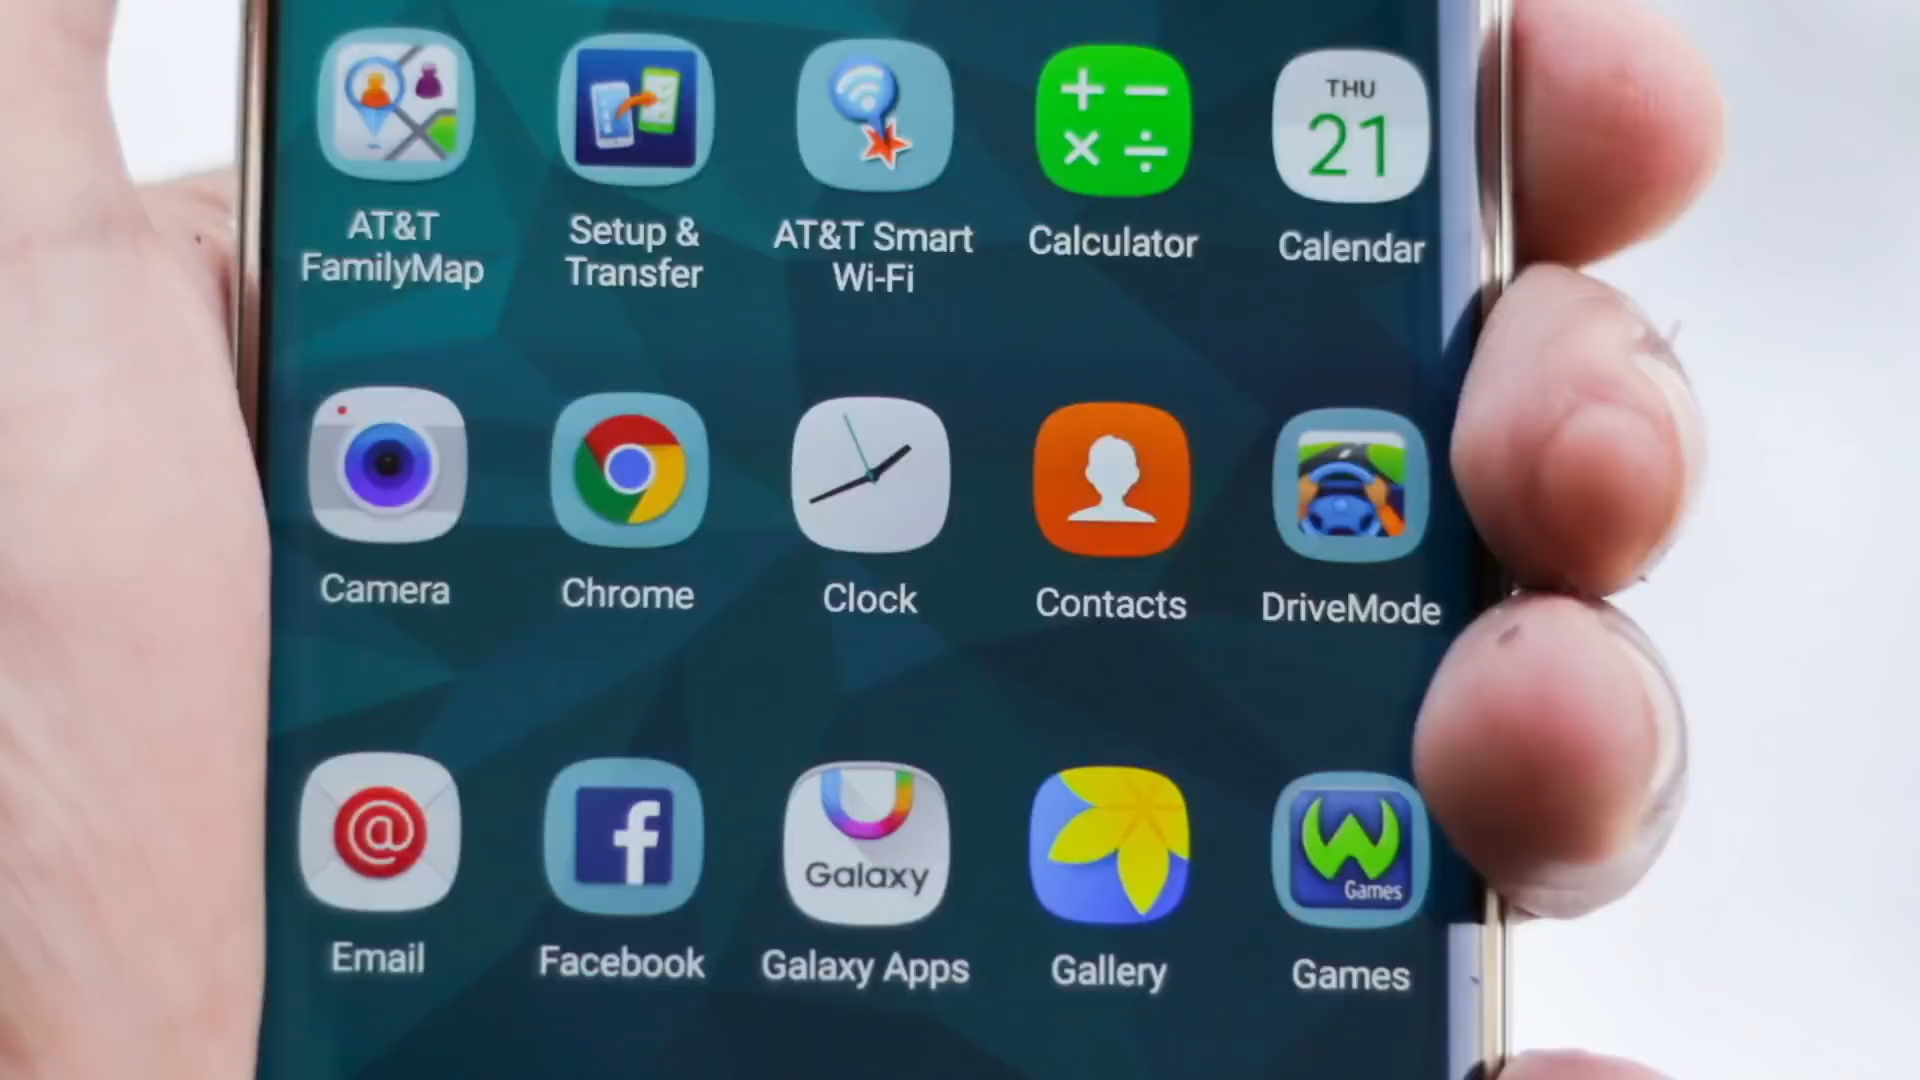 THU
21
AT&T
FamilyMap
Setup &
Transfer
AT&T Smart
Wi-Fi
Calculator
Calendar
Camera
Chrome
Clock
Contacts
DriveMode
@
f
Galaxy
W
Games
Email
Facebook
Galaxy Apps
Gallery
Games